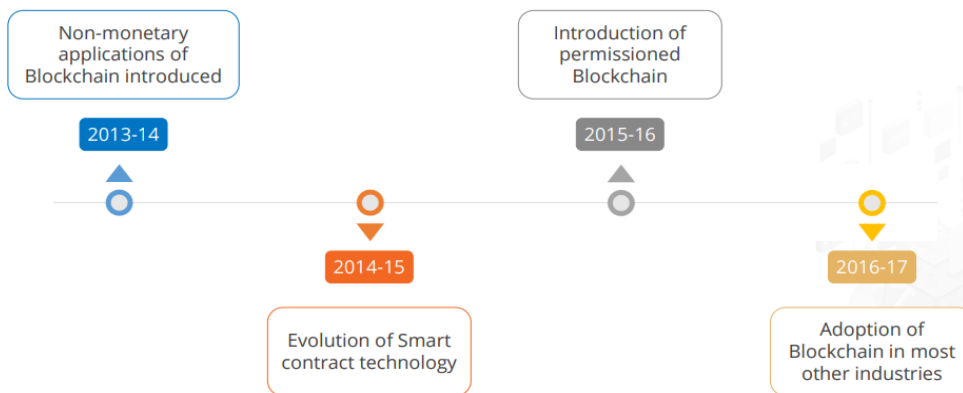 Non-monetary
applications of
Blockchain introduced
2013-14
2014-15
Evolution of Smart
contract technology
Introduction of
permissioned
Blockchain
2015-16
2016-17
Adoption of
Blockchain in most
other industries